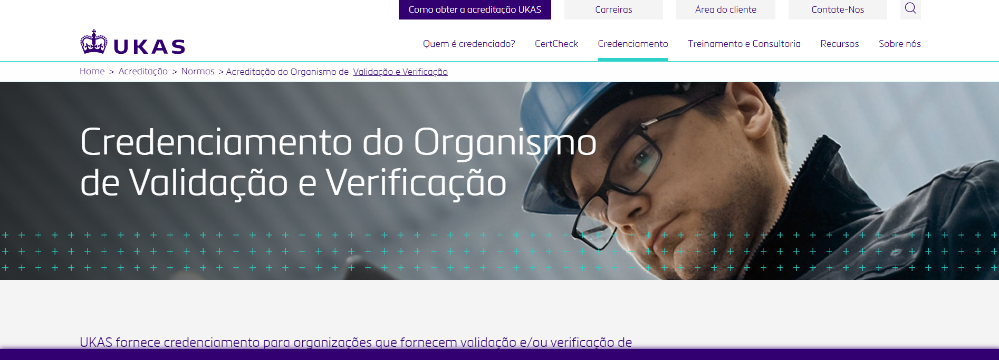 Como obter a acreditação UKAS
Carreiras
Área do cliente
Contate-Nos
UKAS
Quem é credenciado?
CertCheck
Credenciamento
Treinamento e Consultoria
Recursos
Sobre nós
Home > Acreditação > Normas > Acreditação do Organismo de Validação e Verificação
Credenciamento do Organismo
de Validação e Verificação
UKAS fornece credenciamento para organizações que fornecem validação e/ou verificação de